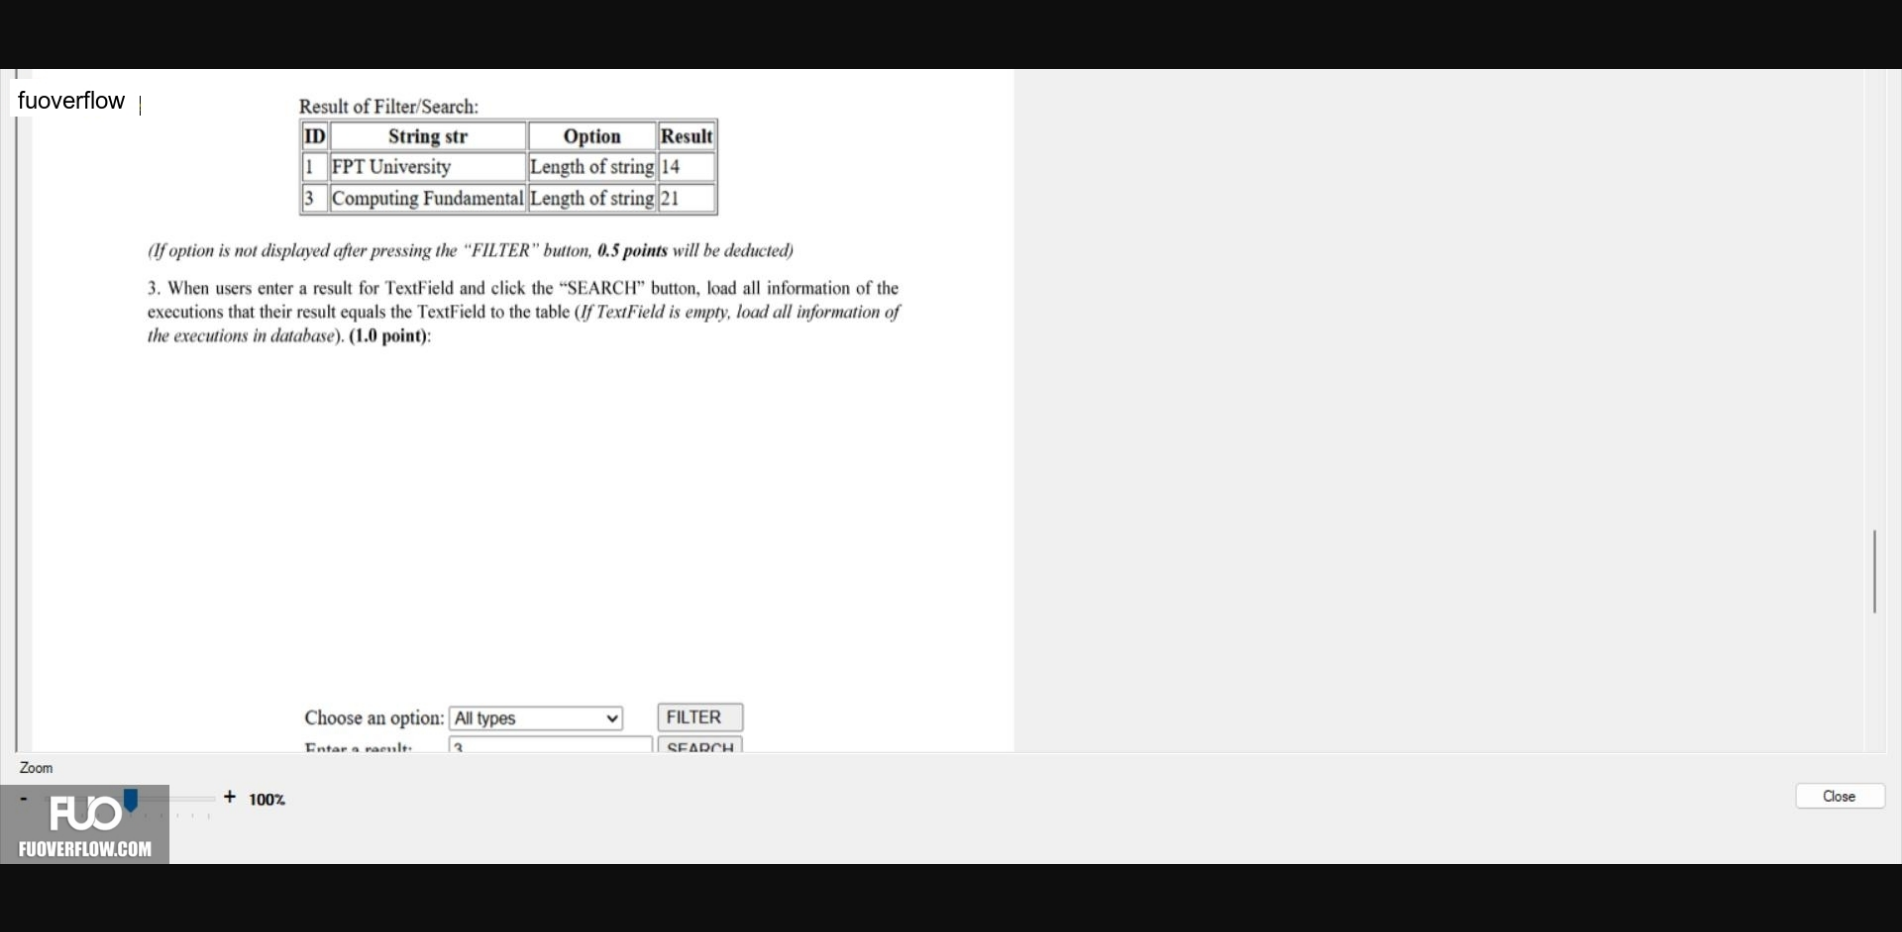 fuoverflow
Result of Filter/Search:
ID String str Option Result
1 FPT University Length of string 14
3 Computing Fundamental Length of string 21
(If option is not displayed after pressing the “FILTER” button, 0.5 points will be deducted)
3. When users enter a result for TextField and click the “SEARCH” button, load all information of the
executions that their result equals the TextField to the table (If TextField is empty, load all information of
the executions in database). (1.0 point):
Choose an option: All types FILTER
Enter a result: 3 SEARCH
Zoom
- + 100%
Close
FUO
FUOVERFLOW.COM